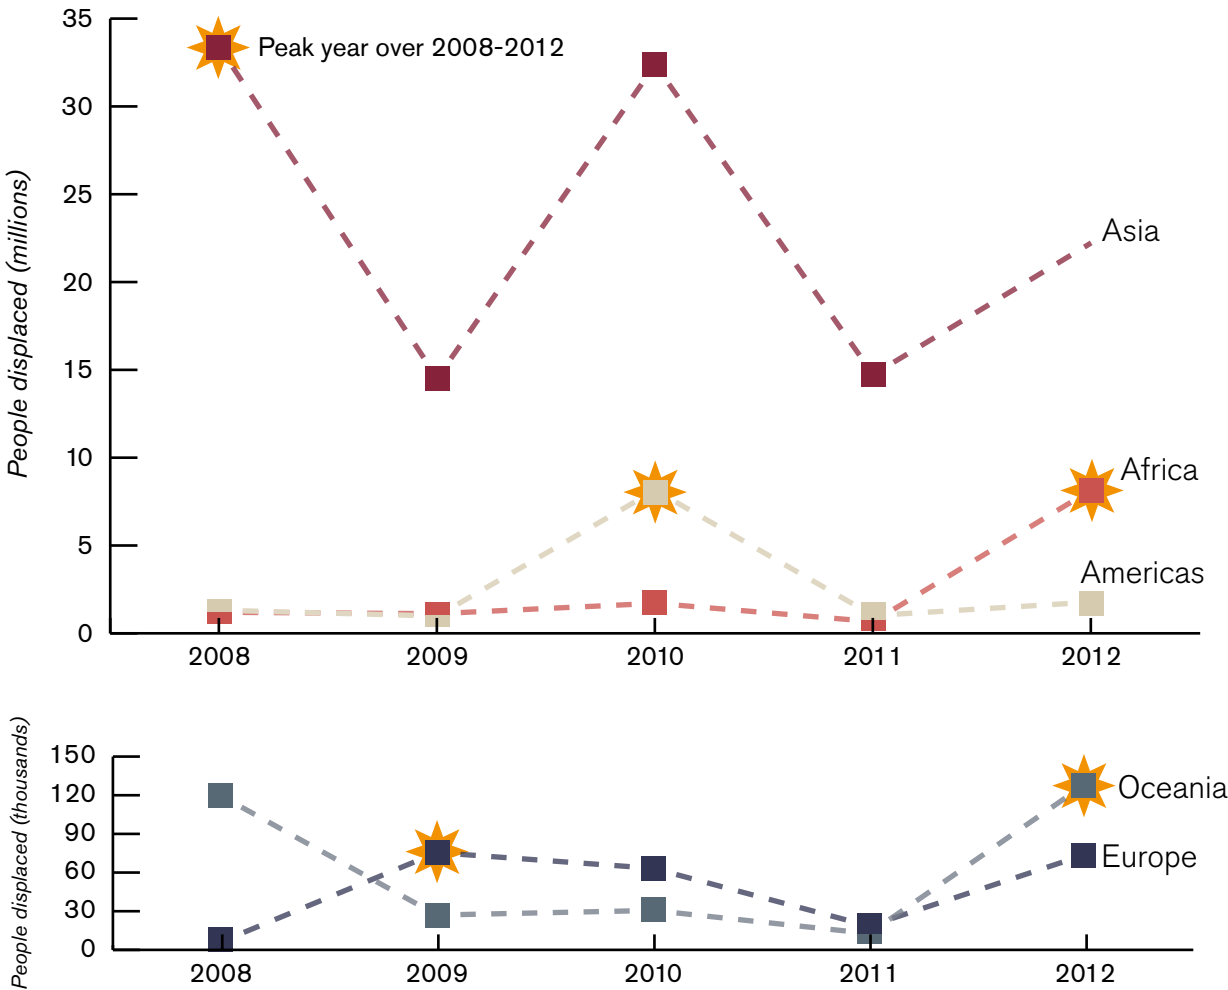 35
Peak year over 2008-2012
30
25
20
15
10
5
0
People displaced (millions)
Asia
Africa
Americas
2008 2009 2010 2011 2012
150
120
90
60
30
0
People displaced (thousands)
Oceania
Europe
2008 2009 2010 2011 2012